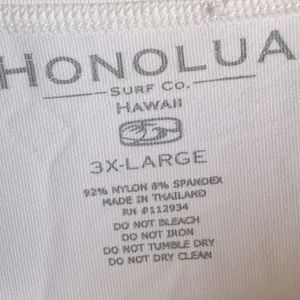 HONOLUA
SURF CO.
HAWAII
3X-LARGE
92% NYLON 8% SPANDEX
MADE IN THAILAND
RN #112934
DO NOT BLEACH
DO NOT IRON
DO NOT TUMBLE DRY
DO NOT DRY CLEAN